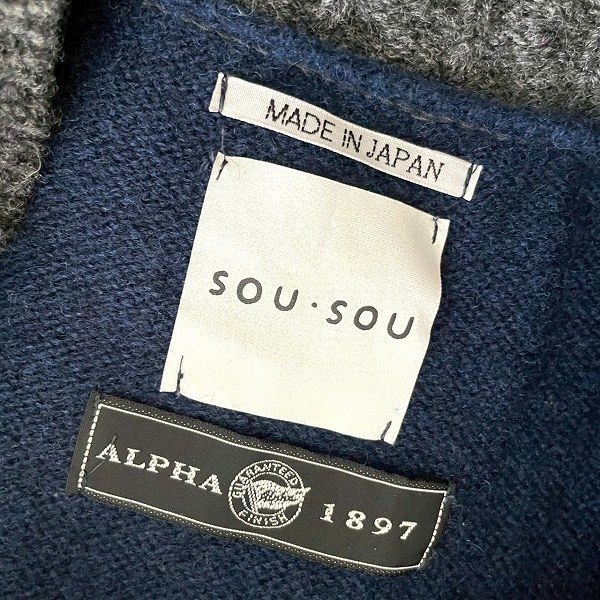 MADE IN JAPAN
SOU・SOU
ALPHA
GUARANTEED
Alpha
FINISH
1897